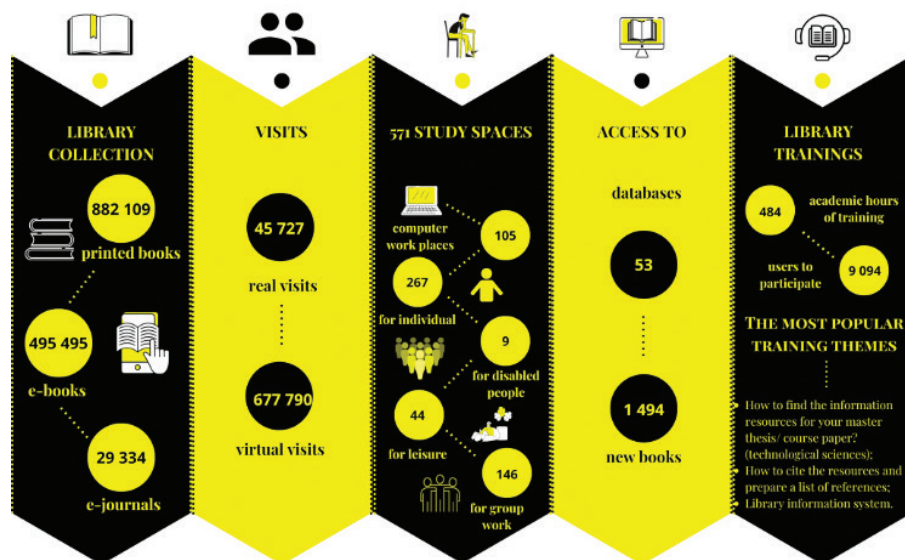 LIBRARY
COLLECTION
882 109
printed books
495 495
e-books
29 334
e-journals
VISITS
45 727
real visits
677 790
virtual visits
571 STUDY SPACES
computer
work places
105
267
for individual
9
for disabled
people
44
for leisure
146
for group
work
ACCESS TO
databases
53
1 494
new books
LIBRARY
TRAININGS
484
academic hours
of training
users to
participate
9 094
THE MOST POPULAR
TRAINING THEMES
• How to find the information
resources for your master
thesis/ course paper?
(technological sciences);
• How to cite the resources and
prepare a list of references;
• Library information system.